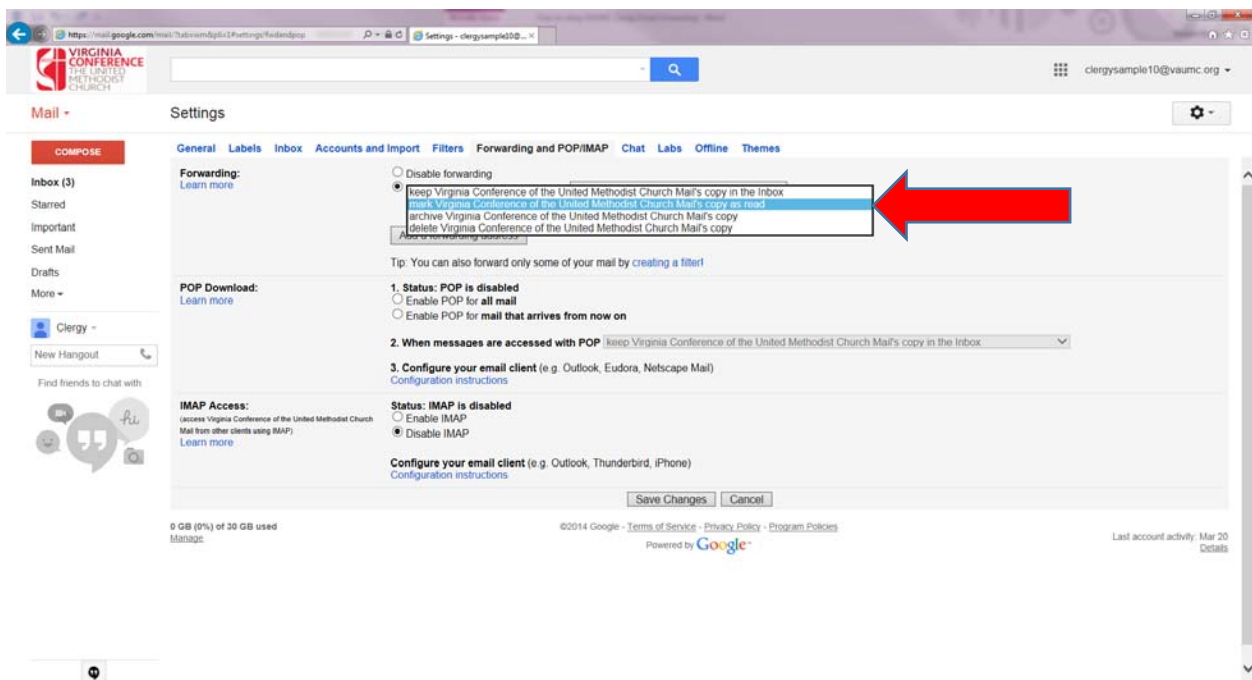 https://mail.google.com/mail/
Settings - clergysample10@...
VIRGINIA
CONFERENCE
THE UNITED
METHODIST
CHURCH
clergysample10@vaumc.org
Mail
Settings
COMPOSE
General Labels Inbox Accounts and Import Filters Forwarding and POP/IMAP Chat Labs Offline Themes
Inbox (3)
Starred
Important
Sent Mail
Drafts
More
Clergy
New Hangout
Find friends to chat with
hi
Forwarding:
Learn more
Disable forwarding
keep Virginia Conference of the United Methodist Church Mail's copy in the Inbox
mark Virginia Conference of the United Methodist Church Mail's copy as read
archive Virginia Conference of the United Methodist Church Mail's copy
delete Virginia Conference of the United Methodist Church Mail's copy
Add a forwarding address
Tip: You can also forward only some of your mail by creating a filter!
POP Download:
Learn more
1. Status: POP is disabled
Enable POP for all mail
Enable POP for mail that arrives from now on
2. When messages are accessed with POP keep Virginia Conference of the United Methodist Church Mail's copy in the Inbox
3. Configure your email client (e.g. Outlook, Eudora, Netscape Mail)
Configuration instructions
IMAP Access:
(access Virginia Conference of the United Methodist Church
Mail from other clients using IMAP)
Learn more
Status: IMAP is disabled
Enable IMAP
Disable IMAP
Configure your email client (e.g. Outlook, Thunderbird, iPhone)
Configuration instructions
Save Changes Cancel
0 GB (0%) of 30 GB used
Manage
©2014 Google - Terms of Service - Privacy Policy - Program Policies
Powered by Google
Last account activity: Mar 20
Details